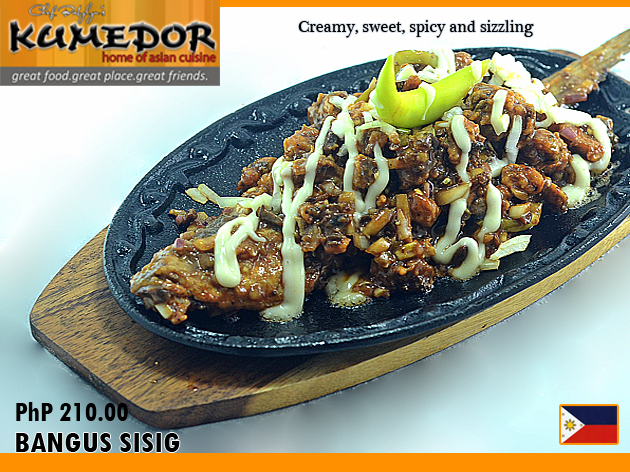 KUMEDOR
home of asian cuisine
great food.great place.great friends.
Creamy, sweet, spicy and sizzling
PhP 210.00
BANGUS SISIG